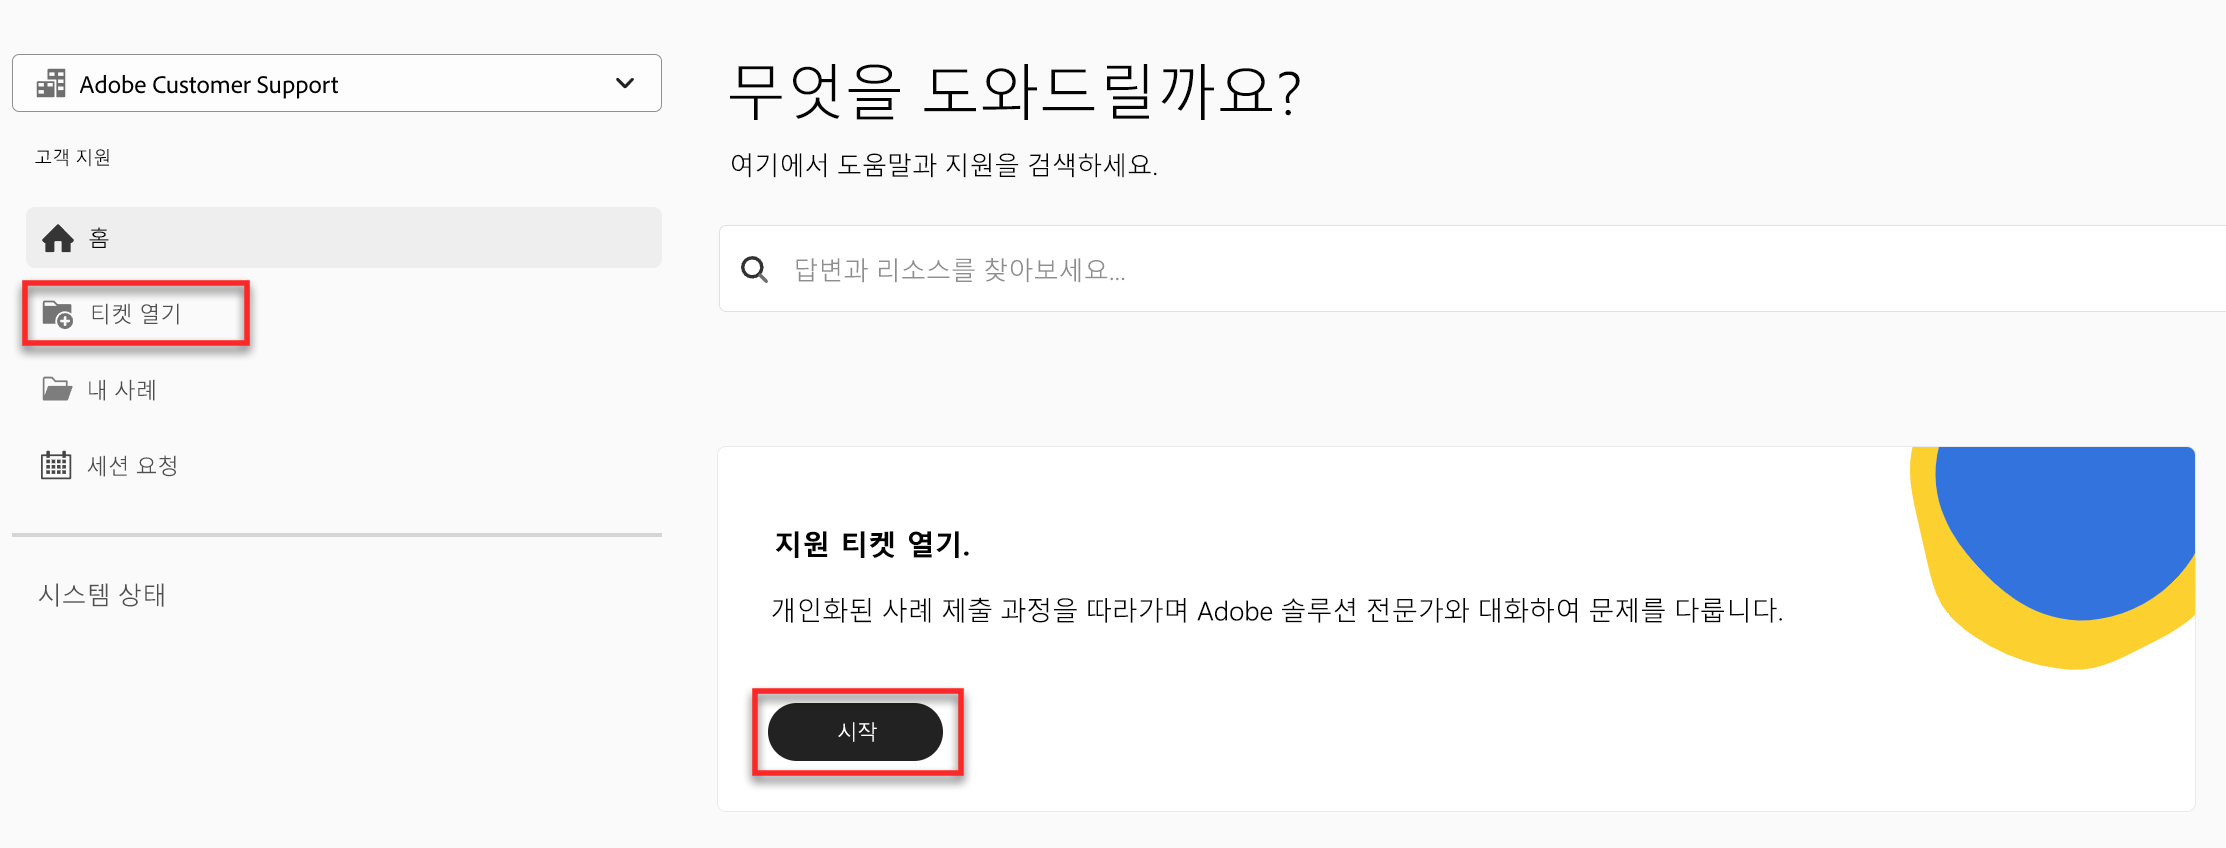 Adobe Customer Support
고객 지원
홈
티켓 열기
내 사례
세션 요청
시스템 상태
무엇을 도와드릴까요?
여기에서 도움말과 지원을 검색하세요.
답변과 리소스를 찾아보세요...
지원 티켓 열기.
개인화된 사례 제출 과정을 따라가며 Adobe 솔루션 전문가와 대화하여 문제를 다룹니다.
시작